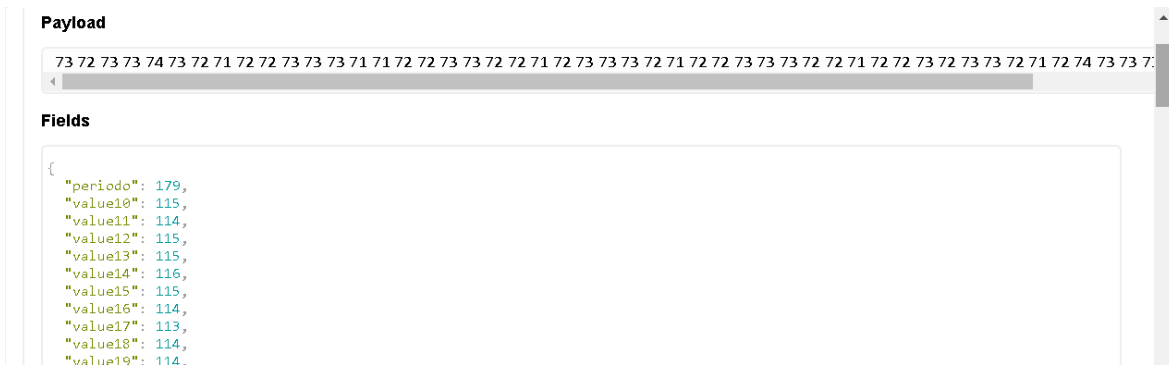 Payload
73 72 73 73 74 73 72 71 72 72 73 73 73 71 71 72 72 73 73 72 72 71 72 73 73 73 72 71 72 72 73 73 73 72 72 71 72 72 73 72 73 73 72 71 72 74 73 73
Fields
{
"periodo": 179,
"value10": 115,
"value11": 114,
"value12": 115,
"value13": 115,
"value14": 116,
"value15": 115,
"value16": 114,
"value17": 113,
"value18": 114,
"value19": 114,